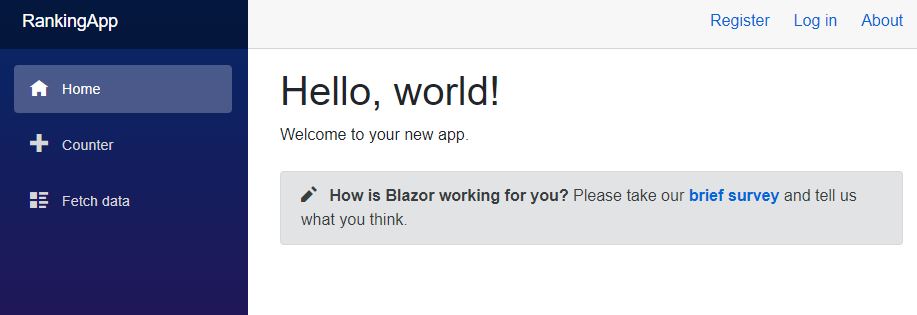 RankingApp
Register Log in About
Home
Counter
Fetch data
Hello, world!
Welcome to your new app.
How is Blazor working for you? Please take our brief survey and tell us
what you think.